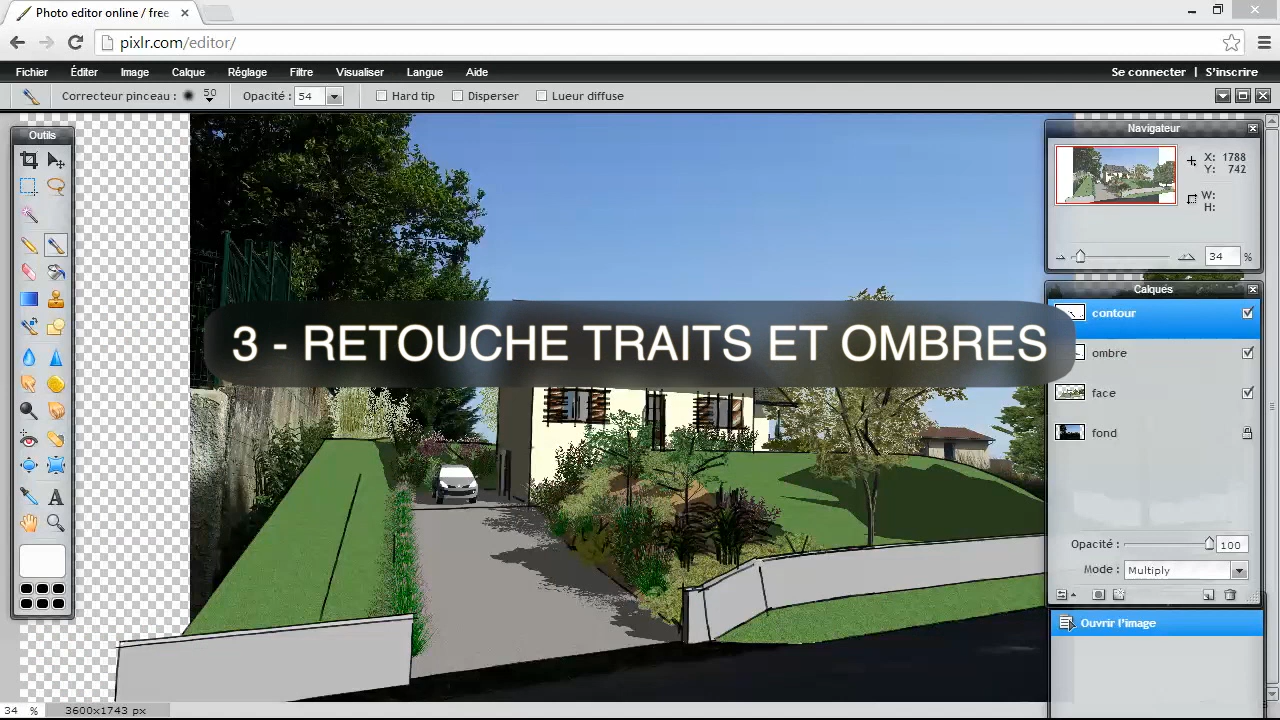 Photo editor online / free
pixlr.com/editor/
Fichier Éditer Image Calque Réglage Filtre Visualiser Langue Aide Se connecter | S'inscrire
Correcteur pinceau : 50 Opacité : 54 Hard tip Disperser Lueur diffuse
Outils
Navigateur
X: 1788
Y: 742
W:
H:
34 %
Calques
contour
3 - RETOUCHE TRAITS ET OMBRES
ombre
face
fond
Opacité : 100
Mode : Multiply
Ouvrir l'image
34 % 3600x1743 px